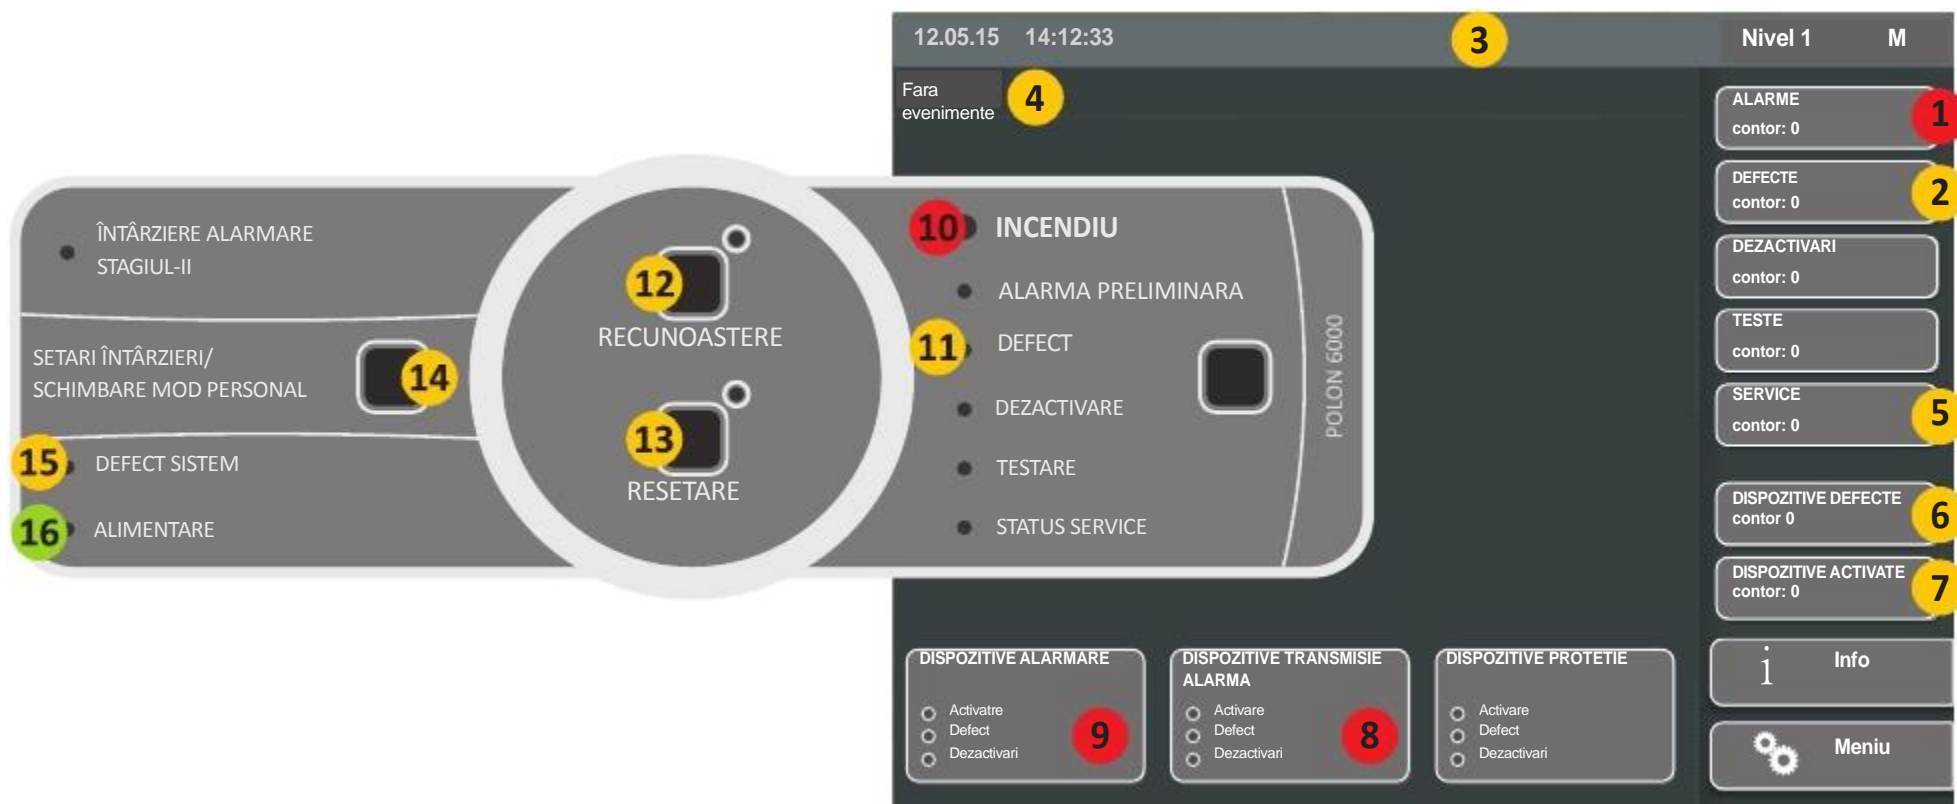 12.05.15 14:12:33
3
Nivel 1 M
Fara
evenimente
4
ALARME
contor: 0
1
DEFECTE
contor: 0
2
DEZACTIVARI
contor: 0
TESTE
contor: 0
SERVICE
contor: 0
5
DISPOZITIVE DEFECTE
contor 0
6
DISPOZITIVE ACTIVATE
contor: 0
7
i Info
Meniu
ÎNTÂRZIERE ALARMARE
STAGIUL-II
SETARI ÎNTÂRZIERI/
SCHIMBARE MOD PERSONAL
14
15 DEFECT SISTEM
16 ALIMENTARE
12
RECUNOASTERE
13
RESETARE
10 INCENDIU
ALARMA PRELIMINARA
11 DEFECT
DEZACTIVARE
TESTARE
STATUS SERVICE
POLON 6000
DISPOZITIVE ALARMARE
Activatre
Defect
Dezactivari
9
DISPOZITIVE TRANSMISIE
ALARMA
Activare
Defect
Dezactivari
8
DISPOZITIVE PROTETIE
Activare
Defect
Dezactivari